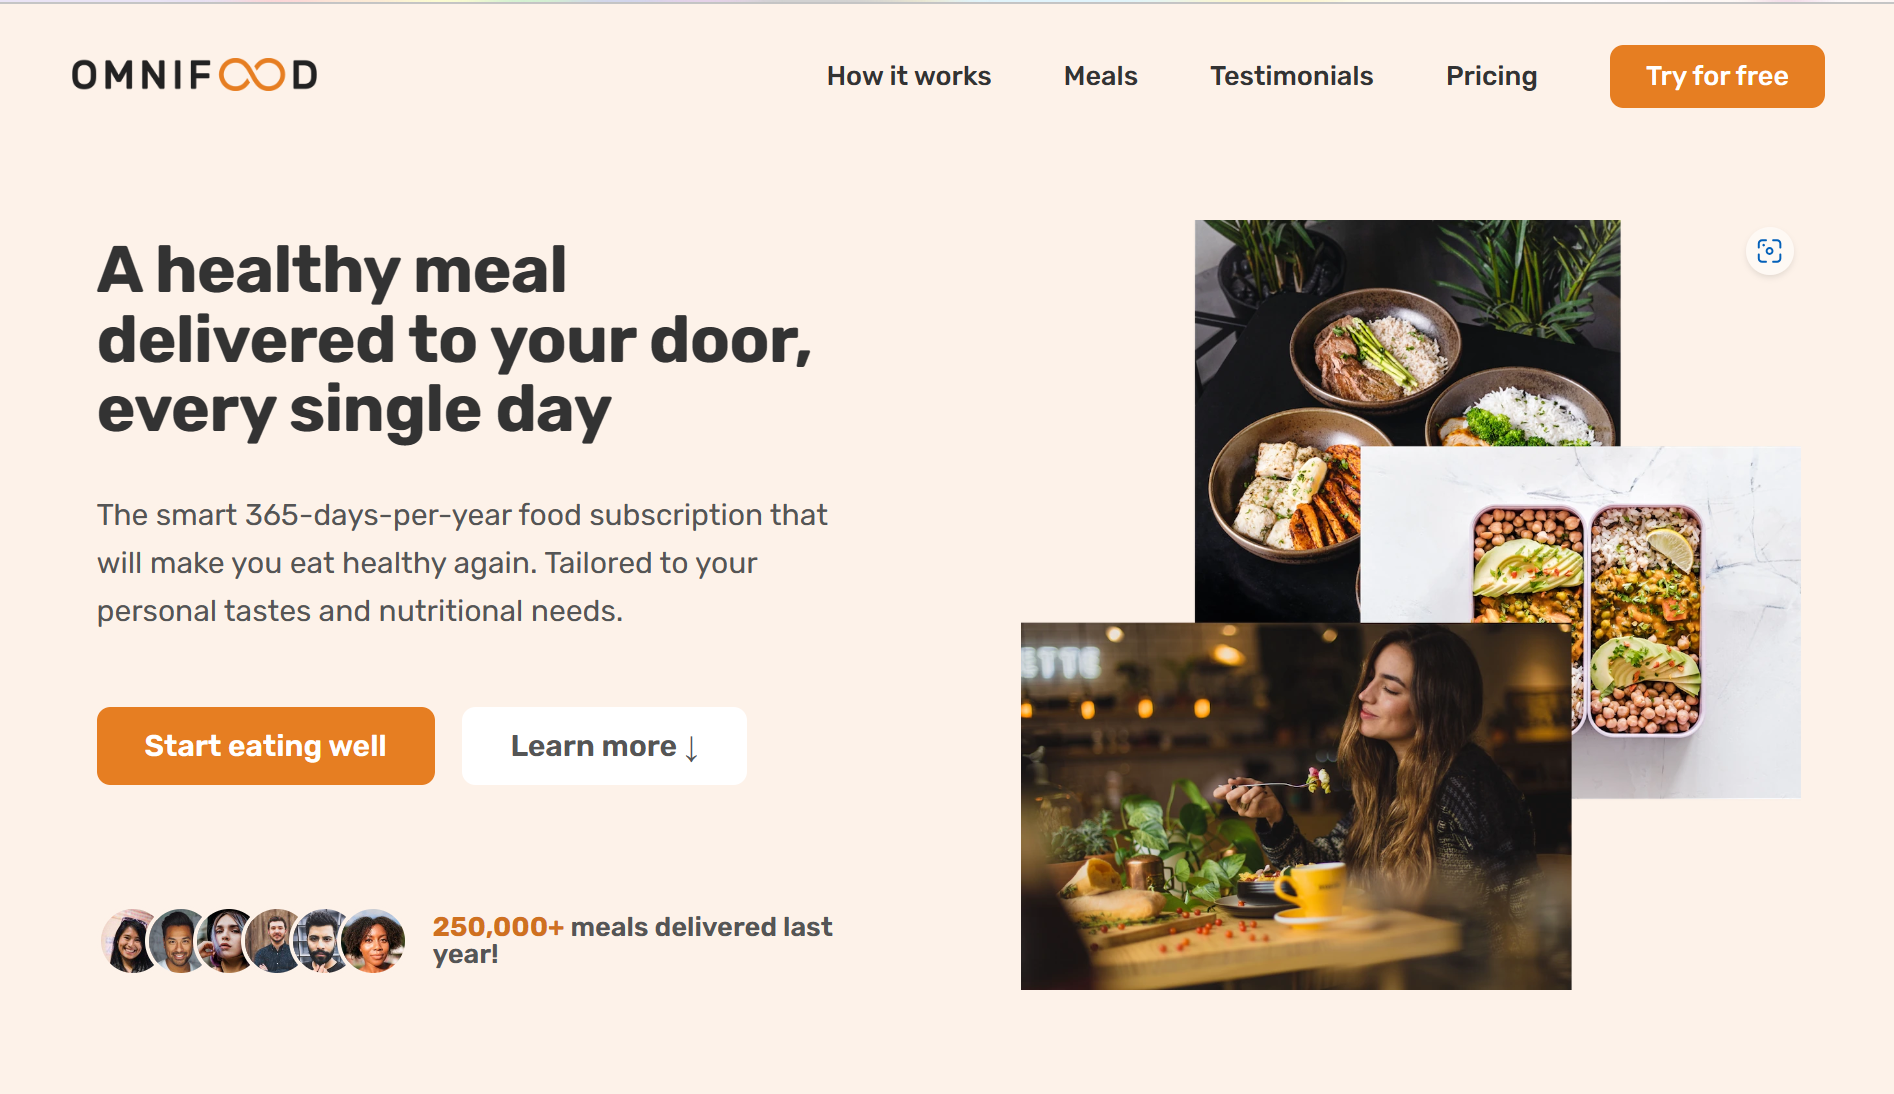 OMNIFOOD
How it works
Meals
Testimonials
Pricing
Try for free
A healthy meal
delivered to your door,
every single day
The smart 365-days-per-year food subscription that
will make you eat healthy again. Tailored to your
personal tastes and nutritional needs.
Start eating well
Learn more ↓
250,000+ meals delivered last
year!
ETTE